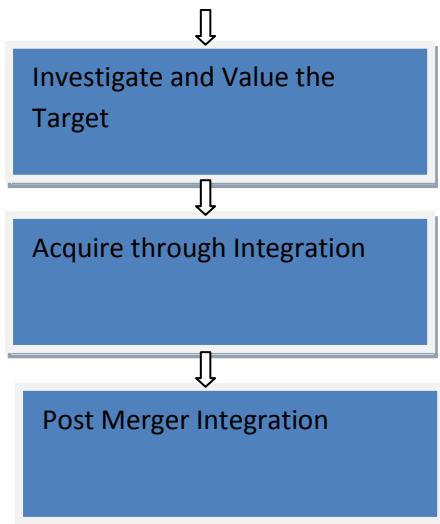 Investigate and Value the
Target
Acquire through Integration
Post Merger Integration